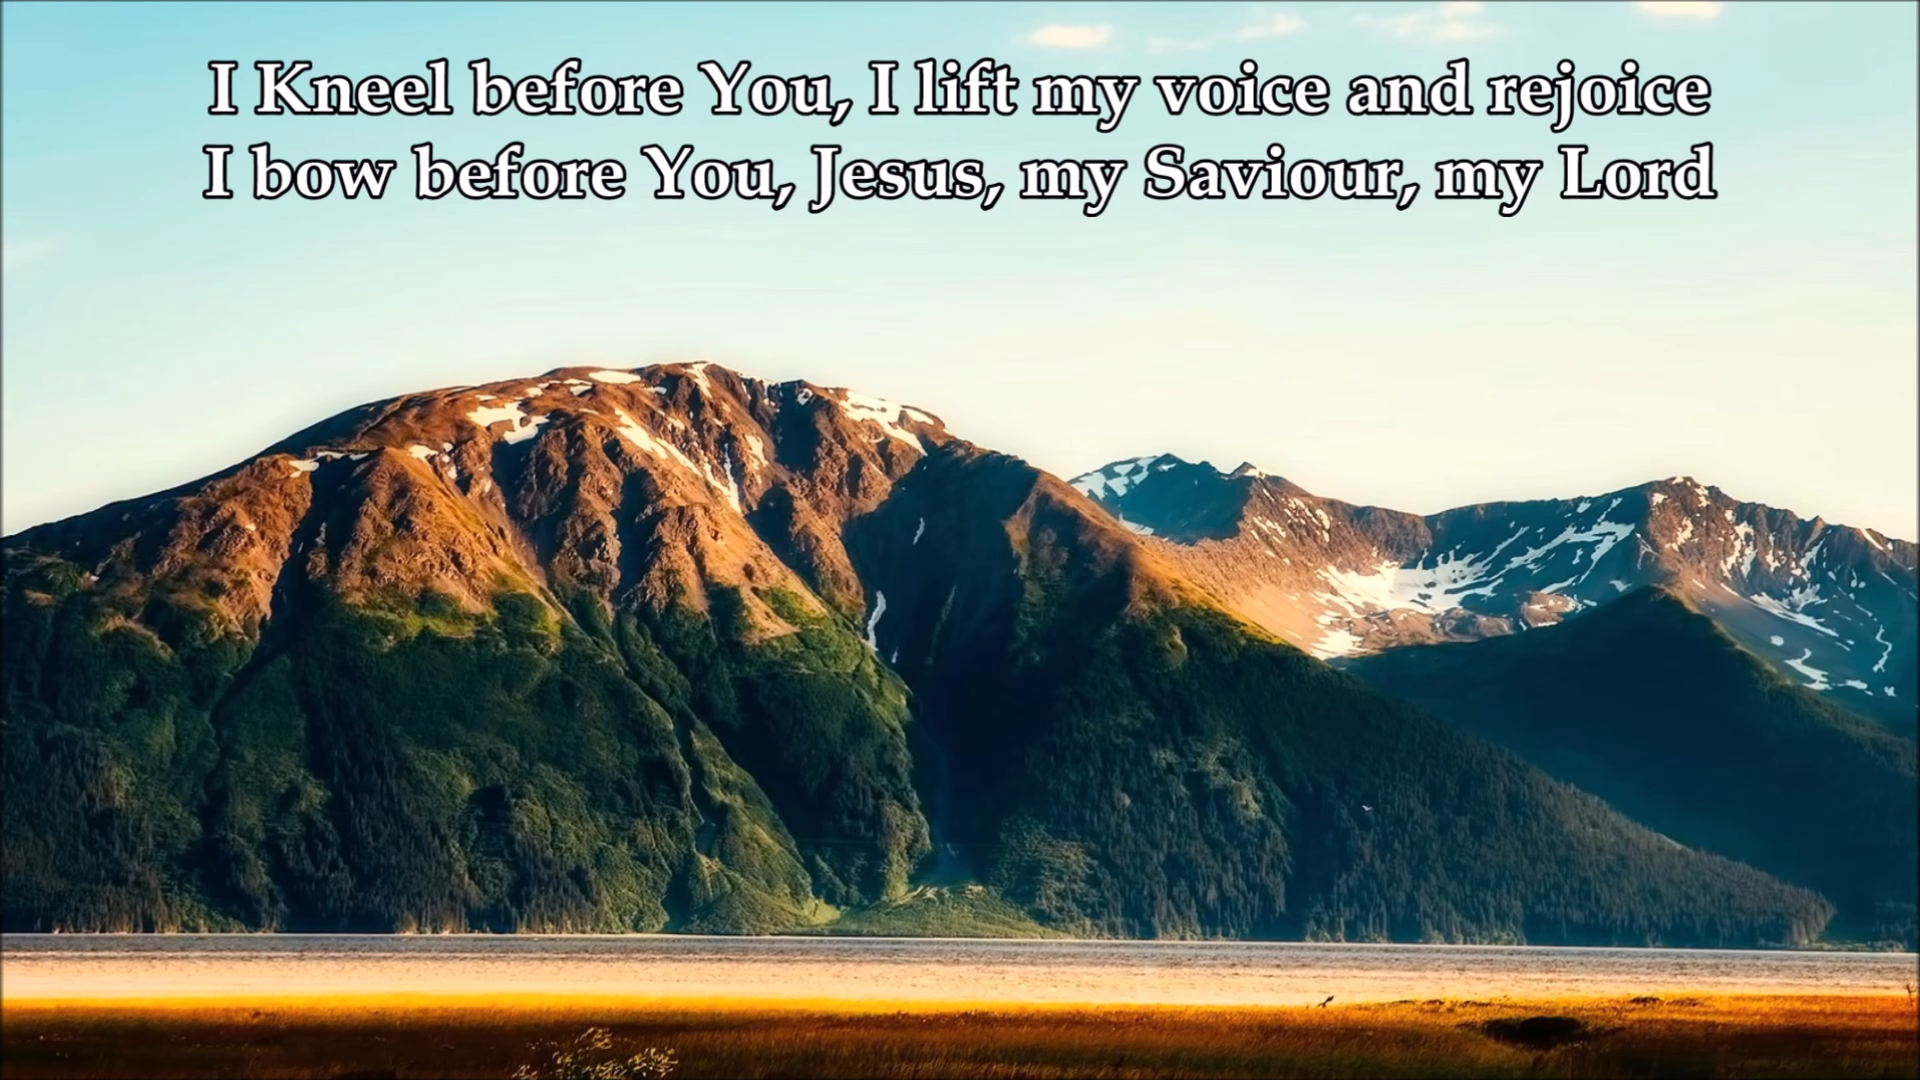 I Kneel before You, I lift my voice and rejoice
I bow before You, Jesus, my Saviour, my Lord